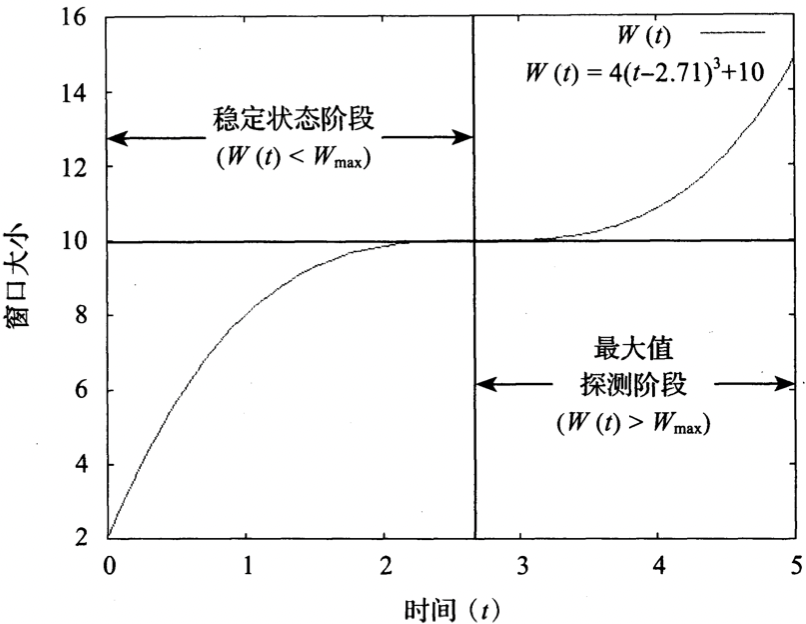 16
14
12
10
8
6
4
2
窗口大小
W (t)
W (t) = 4(t–2.71)³+10
稳定状态阶段
(W (t) < Wmax)
最大值
探测阶段
(W (t) > Wmax)
0 1 2 3 4 5
时间（t）